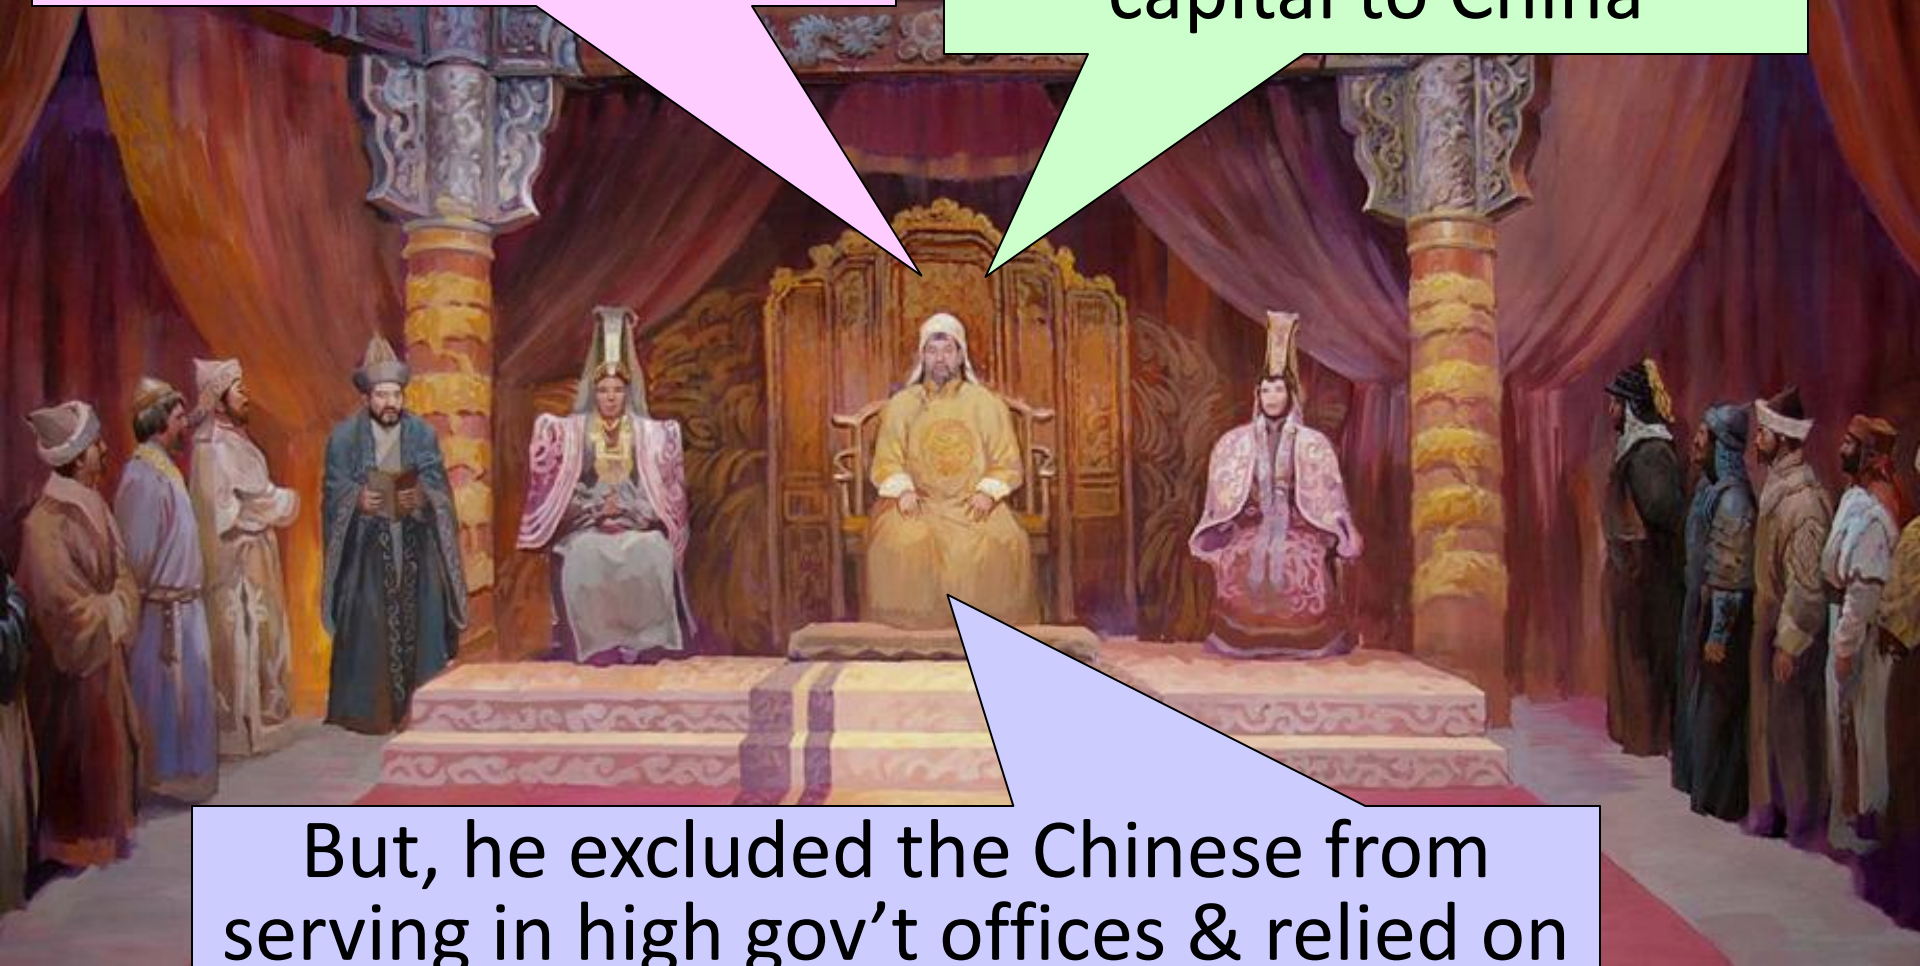 capital to China
But, he excluded the Chinese from
serving in high gov’t offices & relied on